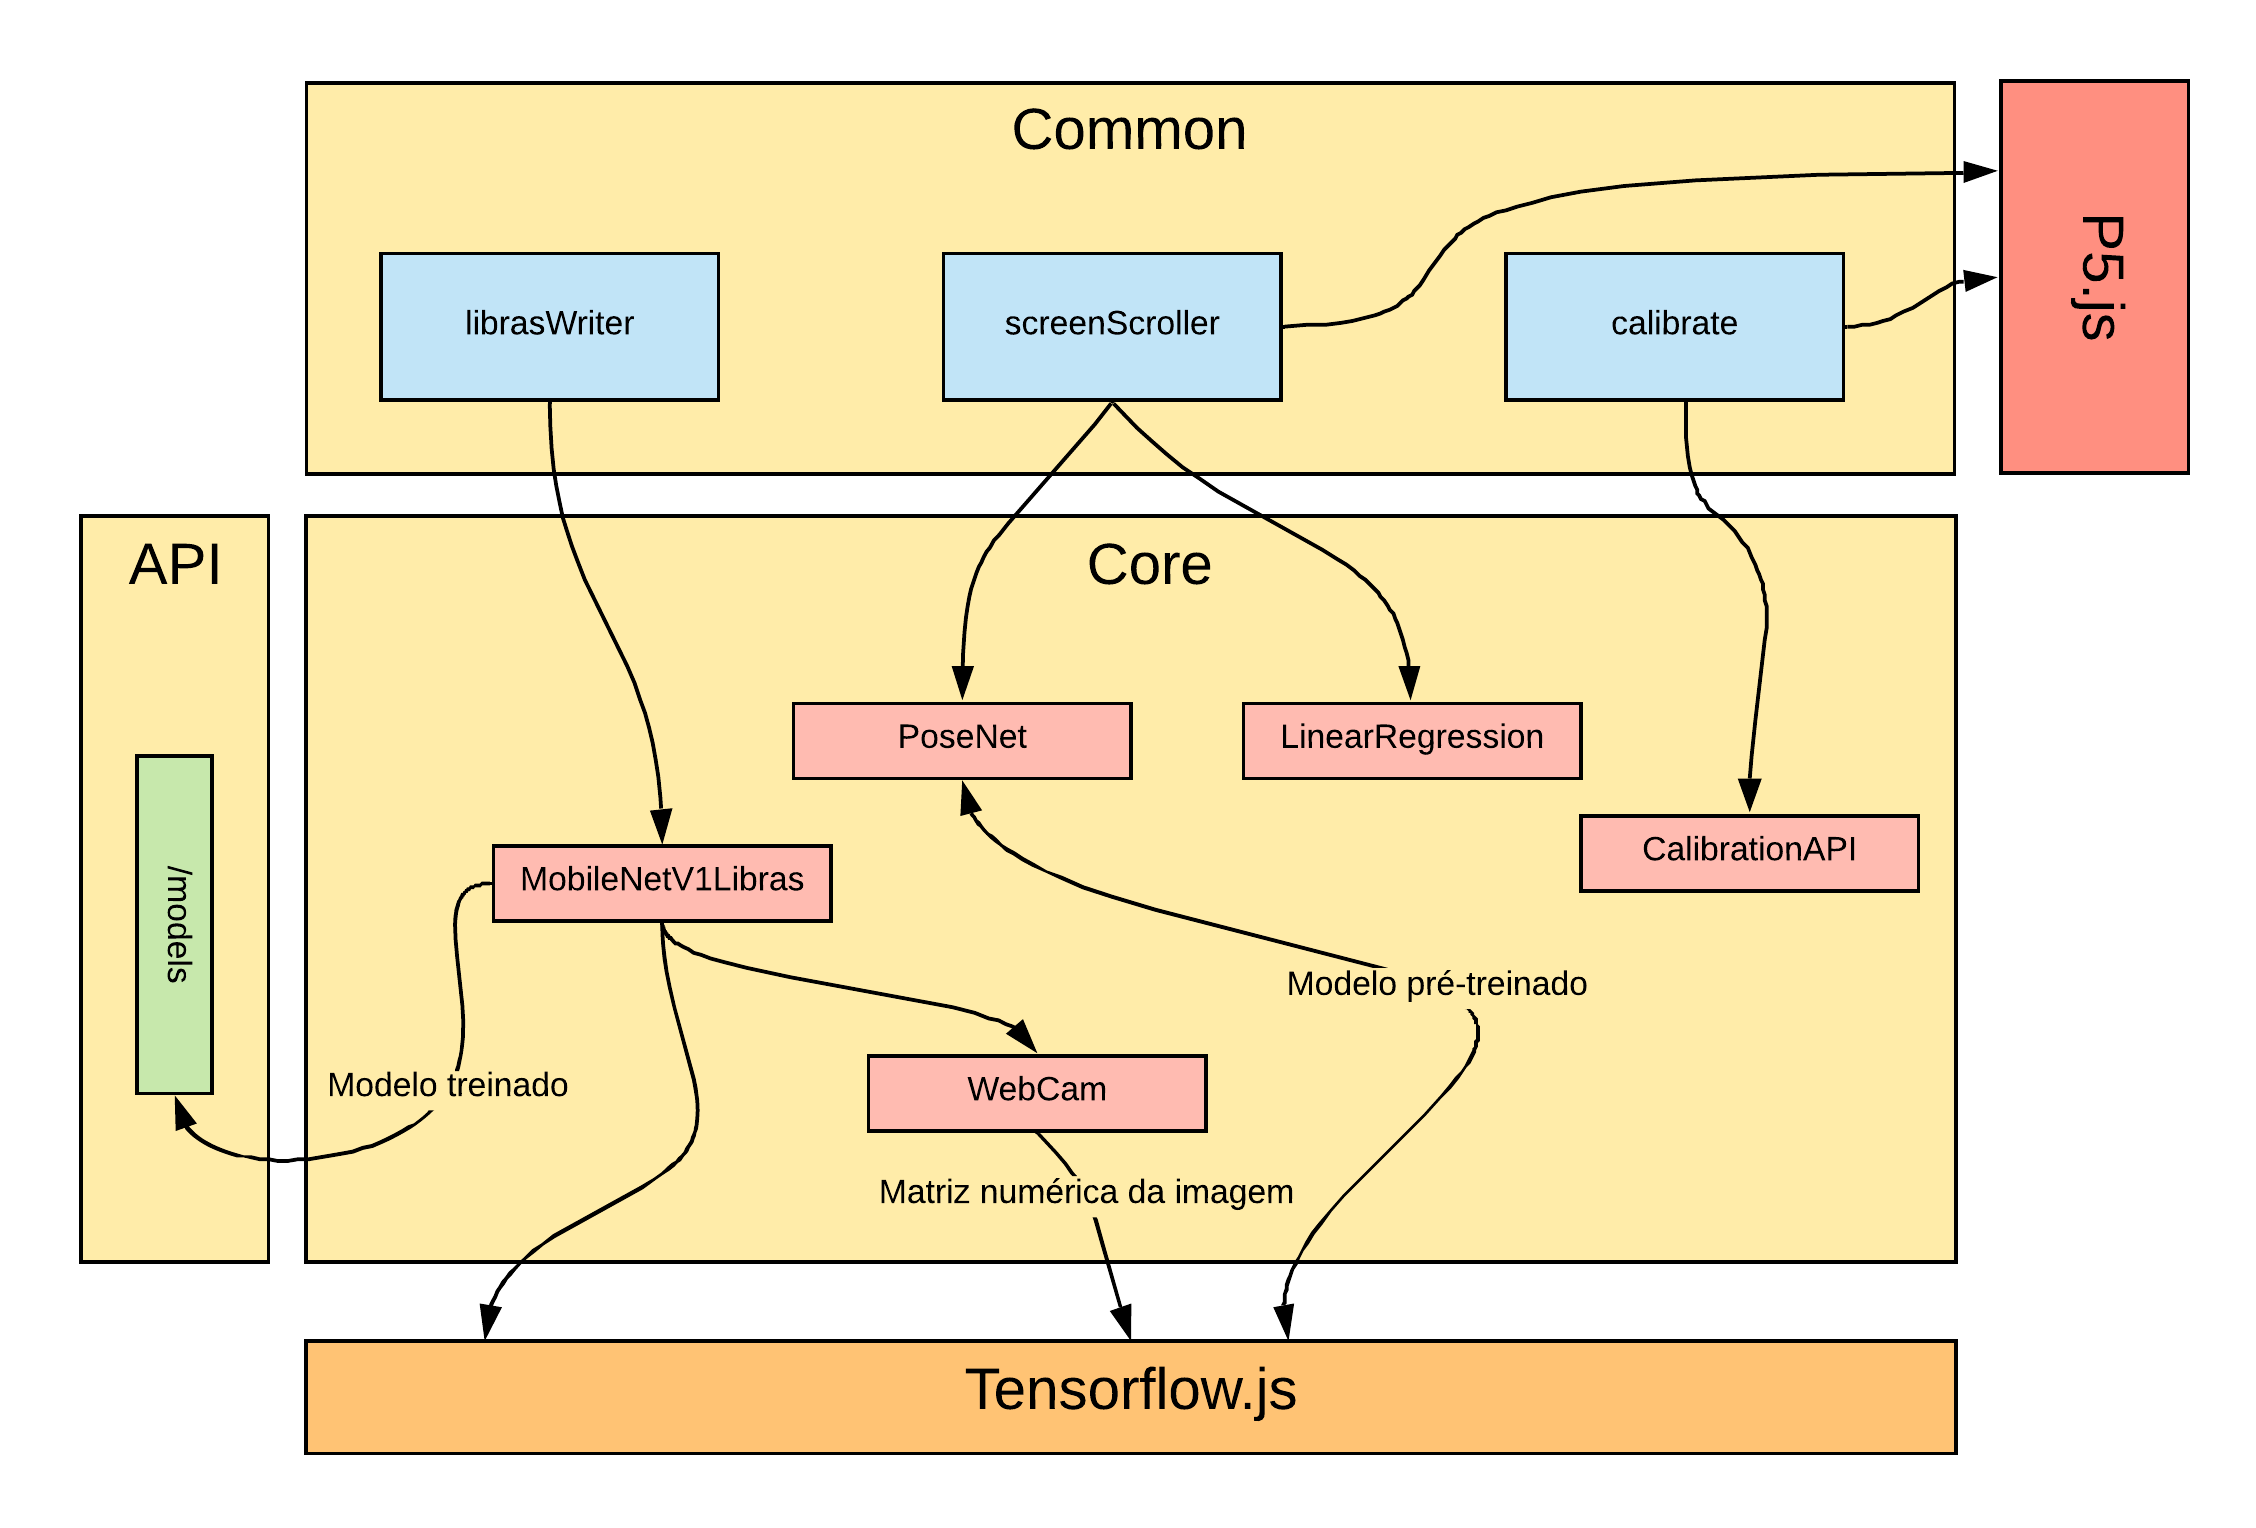 Common
P5.js
librasWriter
screenScroller
calibrate
API
Core
PoseNet
LinearRegression
CalibrationAPI
MobileNetV1Libras
/models
Modelo pré-treinado
Modelo treinado
WebCam
Matriz numérica da imagem
Tensorflow.js